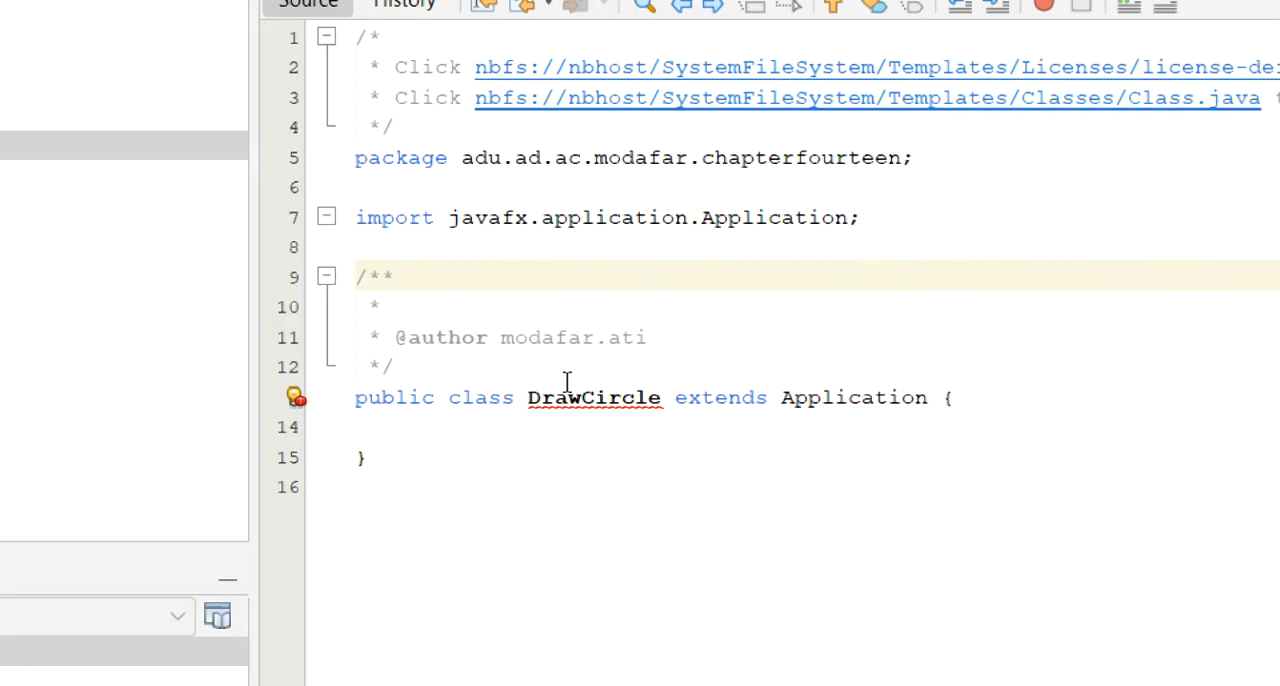 Source History
1 /*
2 * Click nbfs://nbhost/SystemFileSystem/Templates/Licenses/license-de
3 * Click nbfs://nbhost/SystemFileSystem/Templates/Classes/Class.java
4 */
5 package adu.ad.ac.modafar.chapterfourteen;
6
7 import javafx.application.Application;
8
9 /**
10 *
11 * @author modafar.ati
12 */
public class DrawCircle extends Application {
14
15 }
16